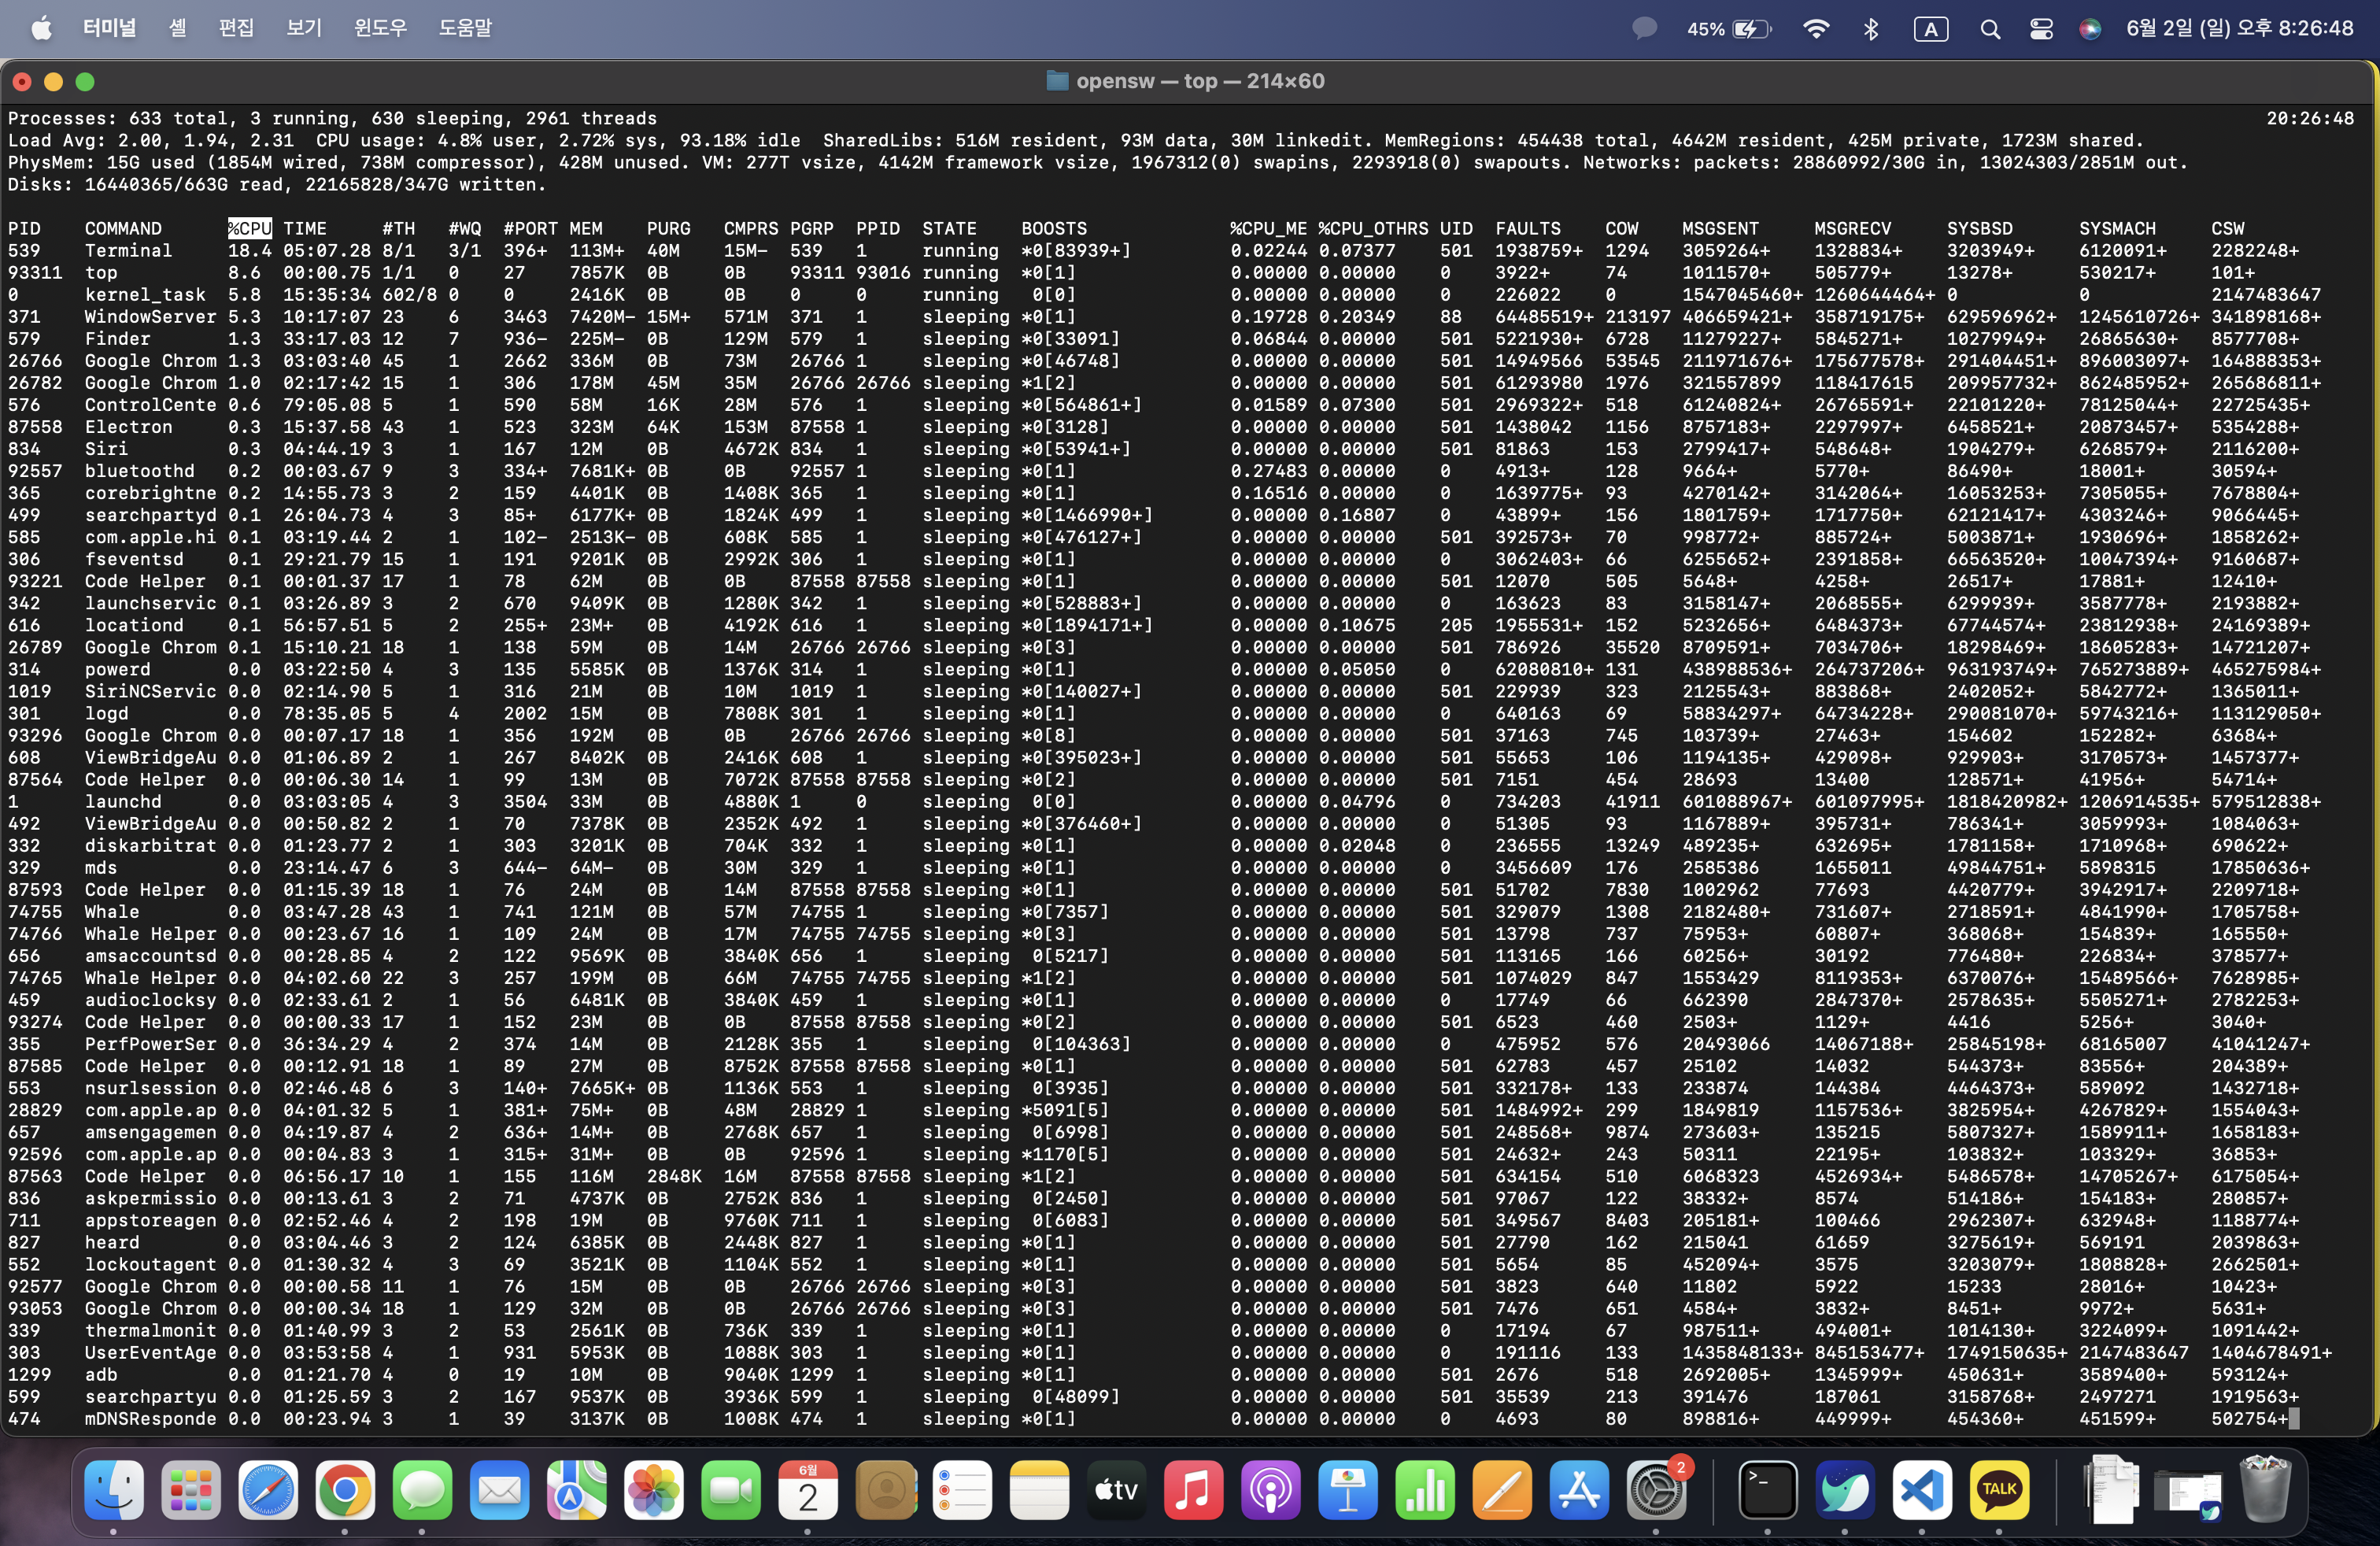 터미널 셸 편집 보기 윈도우 도움말 45% A 6월 2일 (일) 오후 8:26:48
opensw — top — 214×60
Processes: 633 total, 3 running, 630 sleeping, 2961 threads 20:26:48
Load Avg: 2.00, 1.94, 2.31 CPU usage: 4.8% user, 2.72% sys, 93.18% idle SharedLibs: 516M resident, 93M data, 30M linkedit. MemRegions: 454438 total, 4642M resident, 425M private, 1723M shared.
PhysMem: 15G used (1854M wired, 738M compressor), 428M unused. VM: 277T vsize, 4142M framework vsize, 1967312(0) swapins, 2293918(0) swapouts. Networks: packets: 28860992/30G in, 13024303/2851M out.
Disks: 16440365/663G read, 22165828/347G written.
PID COMMAND %CPU TIME #TH #WQ #PORT MEM PURG CMPRS PGRP PPID STATE BOOSTS %CPU_ME %CPU_OTHRS UID FAULTS COW MSGSENT MSGRECV SYSBSD SYSMACH CSW
539 Terminal 18.4 05:07.28 8/1 3/1 396+ 113M+ 40M 15M- 539 1 running *0[83939+] 0.02244 0.07377 501 1938759+ 1294 3059264+ 1328834+ 3203949+ 6120091+ 2282248+
93311 top 8.6 00:00.75 1/1 0 27 7857K 0B 0B 93311 93016 running *0[1] 0.00000 0.00000 0 3922+ 74 1011570+ 505779+ 13278+ 530217+ 101+
0 kernel_task 5.8 15:35:34 602/8 0 0 2416K 0B 0B 0 0 running 0[0] 0.00000 0.00000 0 226022 0 1547045460+ 1260644464+ 0 0 2147483647
371 WindowServer 5.3 10:17:07 23 6 3463 7420M- 15M+ 571M 371 1 sleeping *0[1] 0.19728 0.20349 88 64485519+ 213197 406659421+ 358719175+ 629596962+ 1245610726+ 341898168+
579 Finder 1.3 33:17.03 12 7 936- 225M- 0B 129M 579 1 sleeping *0[33091] 0.06844 0.00000 501 5221930+ 6728 11279227+ 5845271+ 10279949+ 26865630+ 8577708+
26766 Google Chrom 1.3 03:03:40 45 1 2662 336M 0B 73M 26766 1 sleeping *0[46748] 0.00000 0.00000 501 14949566 53545 211971676+ 175677578+ 291404451+ 896003097+ 164888353+
26782 Google Chrom 1.0 02:17:42 15 1 306 178M 45M 35M 26766 26766 sleeping *1[2] 0.00000 0.00000 501 61293980 1976 321557899 118417615 209957732+ 862485952+ 265686811+
576 ControlCente 0.6 79:05.08 5 1 590 58M 16K 28M 576 1 sleeping *0[564861+] 0.01589 0.07300 501 2969322+ 518 61240824+ 26765591+ 22101220+ 78125044+ 22725435+
87558 Electron 0.3 15:37.58 43 1 523 323M 64K 153M 87558 1 sleeping *0[3128] 0.00000 0.00000 501 1438042 1156 8757183+ 2297997+ 6458521+ 20873457+ 5354288+
834 Siri 0.3 04:44.19 3 1 167 12M 0B 4672K 834 1 sleeping *0[53941+] 0.00000 0.00000 501 81863 153 2799417+ 548648+ 1904279+ 6268579+ 2116200+
92557 bluetoothd 0.2 00:03.67 9 3 334+ 7681K+ 0B 0B 92557 1 sleeping *0[1] 0.27483 0.00000 0 4913+ 128 9664+ 5770+ 86490+ 18001+ 30594+
365 corebrightne 0.2 14:55.73 3 2 159 4401K 0B 1408K 365 1 sleeping *0[1] 0.16516 0.00000 0 1639775+ 93 4270142+ 3142064+ 16053253+ 7305055+ 7678804+
499 searchpartyd 0.1 26:04.73 4 3 85+ 6177K+ 0B 1824K 499 1 sleeping *0[1466990+] 0.00000 0.16807 0 43899+ 156 1801759+ 1717750+ 62121417+ 4303246+ 9066445+
585 com.apple.hi 0.1 03:19.44 2 1 102- 2513K- 0B 608K 585 1 sleeping *0[476127+] 0.00000 0.00000 501 392573+ 70 998772+ 885724+ 5003871+ 1930696+ 1858262+
306 fseventsd 0.1 29:21.79 15 1 191 9201K 0B 2992K 306 1 sleeping *0[1] 0.00000 0.00000 0 3062403+ 66 6255652+ 2391858+ 66563520+ 10047394+ 9160687+
93221 Code Helper 0.1 00:01.37 17 1 78 62M 0B 0B 87558 87558 sleeping *0[1] 0.00000 0.00000 501 12070 505 5648+ 4258+ 26517+ 17881+ 12410+
342 launchservic 0.1 03:26.89 3 2 670 9409K 0B 1280K 342 1 sleeping *0[528883+] 0.00000 0.00000 0 163623 83 3158147+ 2068555+ 6299939+ 3587778+ 2193882+
616 locationd 0.1 56:57.51 5 2 255+ 23M+ 0B 4192K 616 1 sleeping *0[1894171+] 0.00000 0.10675 205 1955531+ 152 5232656+ 6484373+ 67744574+ 23812938+ 24169389+
26789 Google Chrom 0.1 15:10.21 18 1 138 59M 0B 14M 26766 26766 sleeping *0[3] 0.00000 0.00000 501 786926 35520 8709591+ 7034706+ 18298469+ 18605283+ 14721207+
314 powerd 0.0 03:22:50 4 3 135 5585K 0B 1376K 314 1 sleeping *0[1] 0.00000 0.05050 0 62080810+ 131 438988536+ 264737206+ 963193749+ 765273889+ 465275984+
1019 SiriNCServic 0.0 02:14.90 5 1 316 21M 0B 10M 1019 1 sleeping *0[140027+] 0.00000 0.00000 501 229939 323 2125543+ 883868+ 2402052+ 5842772+ 1365011+
301 logd 0.0 78:35.05 5 4 2002 15M 0B 7808K 301 1 sleeping *0[1] 0.00000 0.00000 0 640163 69 58834297+ 64734228+ 290081070+ 59743216+ 113129050+
93296 Google Chrom 0.0 00:07.17 18 1 356 192M 0B 0B 26766 26766 sleeping *0[8] 0.00000 0.00000 501 37163 745 103739+ 27463+ 154602 152282+ 63684+
608 ViewBridgeAu 0.0 01:06.89 2 1 267 8402K 0B 2416K 608 1 sleeping *0[395023+] 0.00000 0.00000 501 55653 106 1194135+ 429098+ 929903+ 3170573+ 1457377+
87564 Code Helper 0.0 00:06.30 14 1 99 13M 0B 7072K 87558 87558 sleeping *0[2] 0.00000 0.00000 501 7151 454 28693 13400 128571+ 41956+ 54714+
1 launchd 0.0 03:03:05 4 3 3504 33M 0B 4880K 1 0 sleeping 0[0] 0.00000 0.04796 0 734203 41911 601088967+ 601097995+ 1818420982+ 1206914535+ 579512838+
492 ViewBridgeAu 0.0 00:50.82 2 1 70 7378K 0B 2352K 492 1 sleeping *0[376460+] 0.00000 0.00000 0 51305 93 1167889+ 395731+ 786341+ 3059993+ 1084063+
332 diskarbitrat 0.0 01:23.77 2 1 303 3201K 0B 704K 332 1 sleeping *0[1] 0.00000 0.02048 0 236555 13249 489235+ 632695+ 1781158+ 1710968+ 690622+
329 mds 0.0 23:14.47 6 3 644- 64M- 0B 30M 329 1 sleeping *0[1] 0.00000 0.00000 0 3456609 176 2585386 1655011 49844751+ 5898315 17850636+
87593 Code Helper 0.0 01:15.39 18 1 76 24M 0B 14M 87558 87558 sleeping *0[1] 0.00000 0.00000 501 51702 7830 1002962 77693 4420779+ 3942917+ 2209718+
74755 Whale 0.0 03:47.28 43 1 741 121M 0B 57M 74755 1 sleeping *0[7357] 0.00000 0.00000 501 329079 1308 2182480+ 731607+ 2718591+ 4841990+ 1705758+
74766 Whale Helper 0.0 00:23.67 16 1 109 24M 0B 17M 74755 74755 sleeping *0[3] 0.00000 0.00000 501 13798 737 75953+ 60807+ 368068+ 154839+ 165550+
656 amsaccountsd 0.0 00:28.85 4 2 122 9569K 0B 3840K 656 1 sleeping 0[5217] 0.00000 0.00000 501 113165 166 60256+ 30192 776480+ 226834+ 378577+
74765 Whale Helper 0.0 04:02.60 22 3 257 199M 0B 66M 74755 74755 sleeping *1[2] 0.00000 0.00000 501 1074029 847 1553429 8119353+ 6370076+ 15489566+ 7628985+
459 audioclocksy 0.0 02:33.61 2 1 56 6481K 0B 3840K 459 1 sleeping *0[1] 0.00000 0.00000 0 17749 66 662390 2847370+ 2578635+ 5505271+ 2782253+
93274 Code Helper 0.0 00:00.33 17 1 152 23M 0B 0B 87558 87558 sleeping *0[2] 0.00000 0.00000 501 6523 460 2503+ 1129+ 4416 5256+ 3040+
355 PerfPowerSer 0.0 36:34.29 4 2 374 14M 0B 2128K 355 1 sleeping 0[104363] 0.00000 0.00000 0 475952 576 20493066 14067188+ 25845198+ 68165007 41041247+
87585 Code Helper 0.0 00:12.91 18 1 89 27M 0B 8752K 87558 87558 sleeping *0[1] 0.00000 0.00000 501 62783 457 25102 14032 544373+ 83556+ 204389+
553 nsurlsession 0.0 02:46.48 6 3 140+ 7665K+ 0B 1136K 553 1 sleeping 0[3935] 0.00000 0.00000 501 332178+ 133 233874 144384 4464373+ 589092 1432718+
28829 com.apple.ap 0.0 04:01.32 5 1 381+ 75M+ 0B 48M 28829 1 sleeping *5091[5] 0.00000 0.00000 501 1484992+ 299 1849819 1157536+ 3825954+ 4267829+ 1554043+
657 amsengagemen 0.0 04:19.87 4 2 636+ 14M+ 0B 2768K 657 1 sleeping 0[6998] 0.00000 0.00000 501 248568+ 9874 273603+ 135215 5807327+ 1589911+ 1658183+
92596 com.apple.ap 0.0 00:04.83 3 1 315+ 31M+ 0B 0B 92596 1 sleeping *1170[5] 0.00000 0.00000 501 24632+ 243 50311 22195+ 103832+ 103329+ 36853+
87563 Code Helper 0.0 06:56.17 10 1 155 116M 2848K 16M 87558 87558 sleeping *1[2] 0.00000 0.00000 501 634154 510 6068323 4526934+ 5486578+ 14705267+ 6175054+
836 askpermissio 0.0 00:13.61 3 2 71 4737K 0B 2752K 836 1 sleeping 0[2450] 0.00000 0.00000 501 97067 122 38332+ 8574 514186+ 154183+ 280857+
711 appstoreagen 0.0 02:52.46 4 2 198 19M 0B 9760K 711 1 sleeping 0[6083] 0.00000 0.00000 501 349567 8403 205181+ 100466 2962307+ 632948+ 1188774+
827 heard 0.0 03:04.46 3 2 124 6385K 0B 2448K 827 1 sleeping *0[1] 0.00000 0.00000 501 27790 162 215041 61659 3275619+ 569191 2039863+
552 lockoutagent 0.0 01:30.32 4 3 69 3521K 0B 1104K 552 1 sleeping *0[1] 0.00000 0.00000 501 5654 85 452094+ 3575 3203079+ 1808828+ 2662501+
92577 Google Chrom 0.0 00:00.58 11 1 76 15M 0B 0B 26766 26766 sleeping *0[3] 0.00000 0.00000 501 3823 640 11802 5922 15233 28016+ 10423+
93053 Google Chrom 0.0 00:00.34 18 1 129 32M 0B 0B 26766 26766 sleeping *0[3] 0.00000 0.00000 501 7476 651 4584+ 3832+ 8451+ 9972+ 5631+
339 thermalmonit 0.0 01:40.99 3 2 53 2561K 0B 736K 339 1 sleeping *0[1] 0.00000 0.00000 0 17194 67 987511+ 494001+ 1014130+ 3224099+ 1091442+
303 UserEventAge 0.0 03:53:58 4 1 931 5953K 0B 1088K 303 1 sleeping *0[1] 0.00000 0.00000 0 191116 133 1435848133+ 845153477+ 1749150635+ 2147483647 1404678491+
1299 adb 0.0 01:21.70 4 0 19 10M 0B 9040K 1299 1 sleeping *0[1] 0.00000 0.00000 501 2676 518 2692005+ 1345999+ 450631+ 3589400+ 593124+
599 searchpartyu 0.0 01:25.59 3 2 167 9537K 0B 3936K 599 1 sleeping 0[48099] 0.00000 0.00000 501 35539 213 391476 187061 3158768+ 2497271 1919563+
474 mDNSResponde 0.0 00:23.94 3 1 39 3137K 0B 1008K 474 1 sleeping *0[1] 0.00000 0.00000 0 4693 80 898816+ 449999+ 454360+ 451599+ 502754+
6월
2
tv
2
>_
TALK